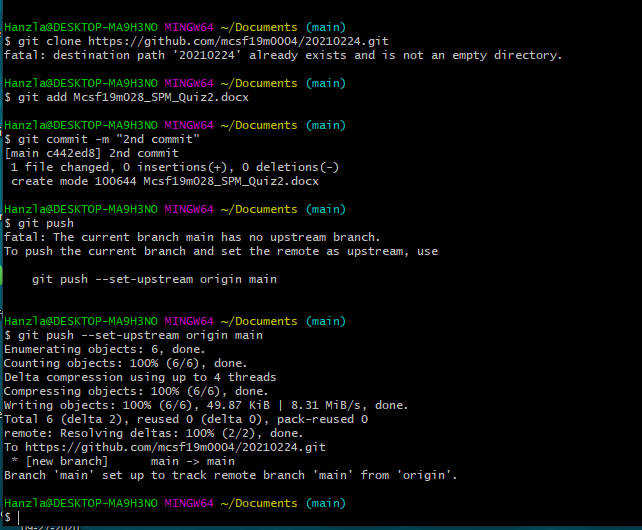 Hanzla@DESKTOP-MA9H3NO MINGW64 ~/Documents (main)
$ git clone https://github.com/mcsf19m0004/20210224.git
fatal: destination path '20210224' already exists and is not an empty directory.
Hanzla@DESKTOP-MA9H3NO MINGW64 ~/Documents (main)
$ git add Mcsf19m028_SPM_Quiz2.docx
Hanzla@DESKTOP-MA9H3NO MINGW64 ~/Documents (main)
$ git commit -m "2nd commit"
[main c442ed8] 2nd commit
 1 file changed, 0 insertions(+), 0 deletions(-)
 create mode 100644 Mcsf19m028_SPM_Quiz2.docx
Hanzla@DESKTOP-MA9H3NO MINGW64 ~/Documents (main)
$ git push
fatal: The current branch main has no upstream branch.
To push the current branch and set the remote as upstream, use
    git push --set-upstream origin main
Hanzla@DESKTOP-MA9H3NO MINGW64 ~/Documents (main)
$ git push --set-upstream origin main
Enumerating objects: 6, done.
Counting objects: 100% (6/6), done.
Delta compression using up to 4 threads
Compressing objects: 100% (6/6), done.
Writing objects: 100% (6/6), 49.87 KiB | 8.31 MiB/s, done.
Total 6 (delta 2), reused 0 (delta 0), pack-reused 0
remote: Resolving deltas: 100% (2/2), done.
To https://github.com/mcsf19m0004/20210224.git
 * [new branch]      main -> main
Branch 'main' set up to track remote branch 'main' from 'origin'.
Hanzla@DESKTOP-MA9H3NO MINGW64 ~/Documents (main)
$
09-27-2020